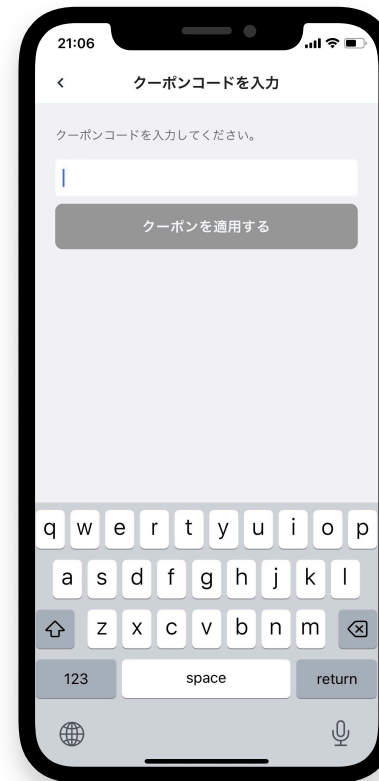 21:06
クーポンコードを入力
クーポンコードを入力してください。
クーポンを適用する
q w e r t y u i o p
a s d f g h j k l
z x c v b n m
123 space return